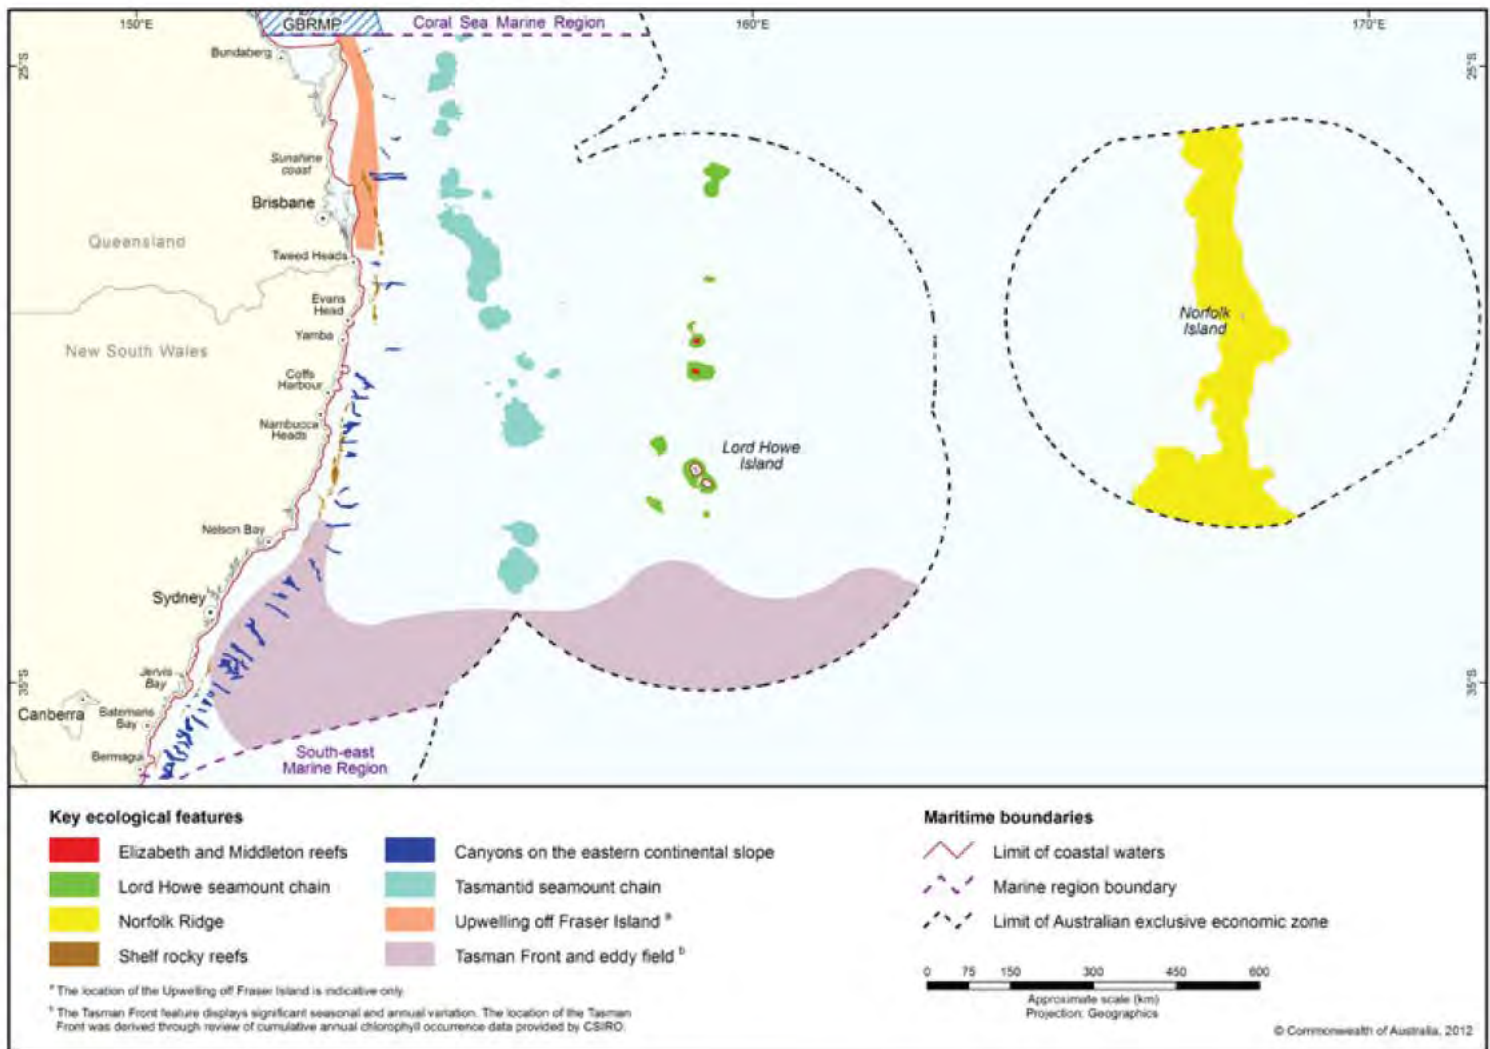 150°E
GBRMP
Coral Sea Marine Region
160°E
170°E
25°S
25°S
Bundaberg
Sunshine
coast
Brisbane
Queensland
Tweed Heads
Evans
Head
Yamba
New South Wales
Coffs
Harbour
Nambucca
Heads
Norfolk
Island
Lord Howe
Island
Nelson Bay
Sydney
Jervis
Bay
35°S
35°S
Canberra
Batemans
Bay
Bermagui
South-east
Marine Region
Key ecological features
Elizabeth and Middleton reefs
Lord Howe seamount chain
Norfolk Ridge
Shelf rocky reefs
Canyons on the eastern continental slope
Tasmantid seamount chain
Upwelling off Fraser Island a
Tasman Front and eddy field b
Maritime boundaries
Limit of coastal waters
Marine region boundary
Limit of Australian exclusive economic zone
0 75 150 300 450 600
Approximate scale (km)
Projection: Geographics
a The location of the Upwelling off Fraser Island is indicative only
b The Tasman Front feature displays significant seasonal and annual variation. The location of the Tasman
Front was derived through review of cumulative annual chlorophyll occurrence data provided by CSIRO.
© Commonwealth of Australia, 2012